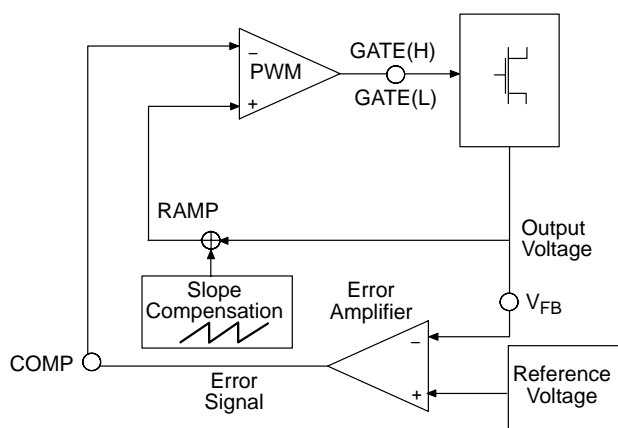 GATE(H)
−
PWM
GATE(L)
+
RAMP
Output
Voltage
Slope
Compensation
Error
Amplifier
VFB
−
COMP
Error
Signal
+
Reference
Voltage